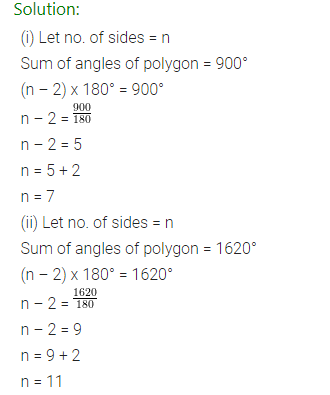 Solution:
(i) Let no. of sides = n
Sum of angles of polygon = 900°
(n – 2) x 180° = 900°
n – 2 = 900/180
n – 2 = 5
n = 5 + 2
n = 7
(ii) Let no. of sides = n
Sum of angles of polygon = 1620°
(n – 2) x 180° = 1620°
n – 2 = 1620/180
n – 2 = 9
n = 9 + 2
n = 11